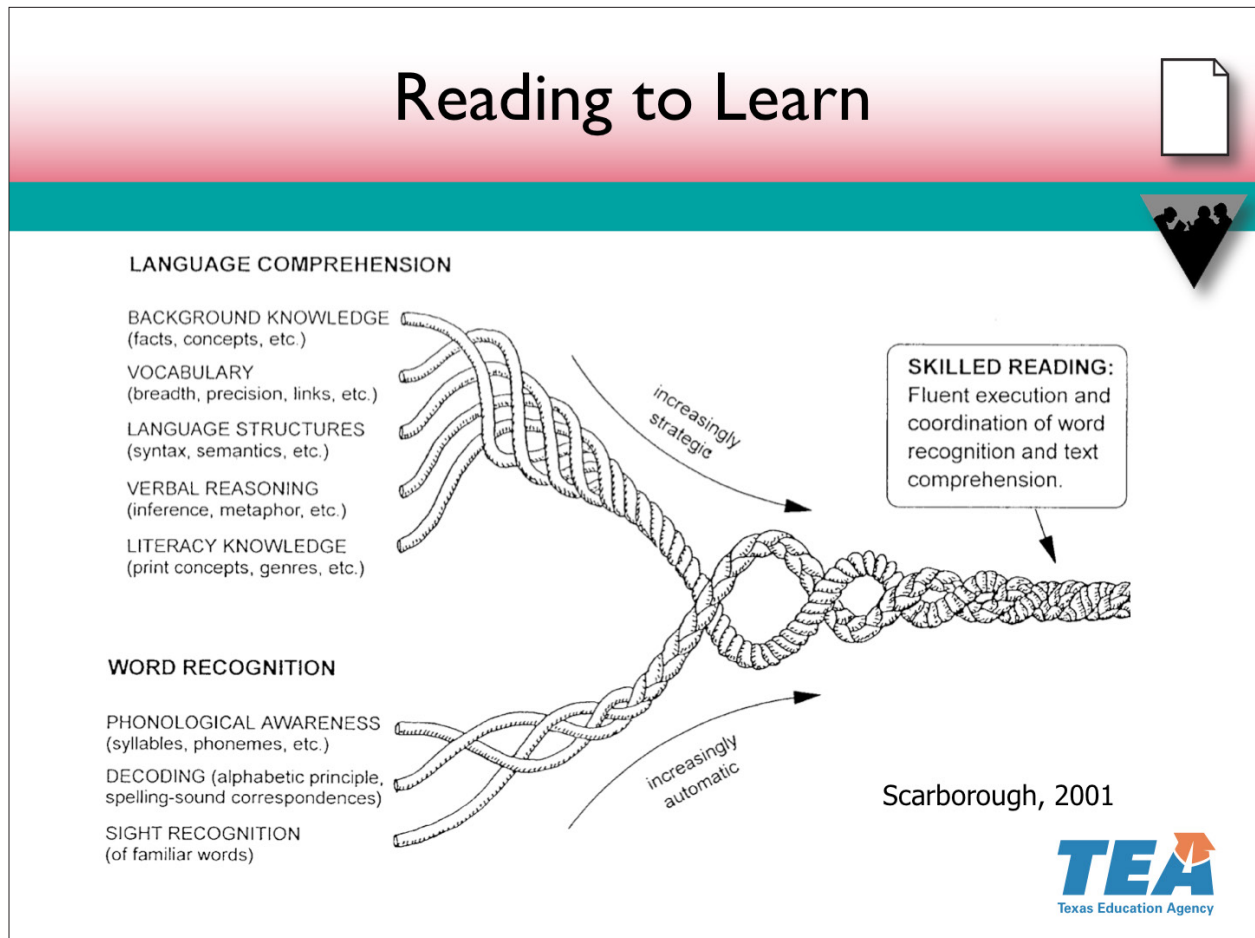 Reading to Learn
LANGUAGE COMPREHENSION
BACKGROUND KNOWLEDGE
(facts, concepts, etc.)
VOCABULARY
(breadth, precision, links, etc.)
LANGUAGE STRUCTURES
(syntax, semantics, etc.)
VERBAL REASONING
(inference, metaphor, etc.)
LITERACY KNOWLEDGE
(print concepts, genres, etc.)
increasingly
strategic
SKILLED READING:
Fluent execution and
coordination of word
recognition and text
comprehension.
WORD RECOGNITION
PHONOLOGICAL AWARENESS
(syllables, phonemes, etc.)
DECODING (alphabetic principle,
spelling-sound correspondences)
SIGHT RECOGNITION
(of familiar words)
increasingly
automatic
Scarborough, 2001
TEA
Texas Education Agency